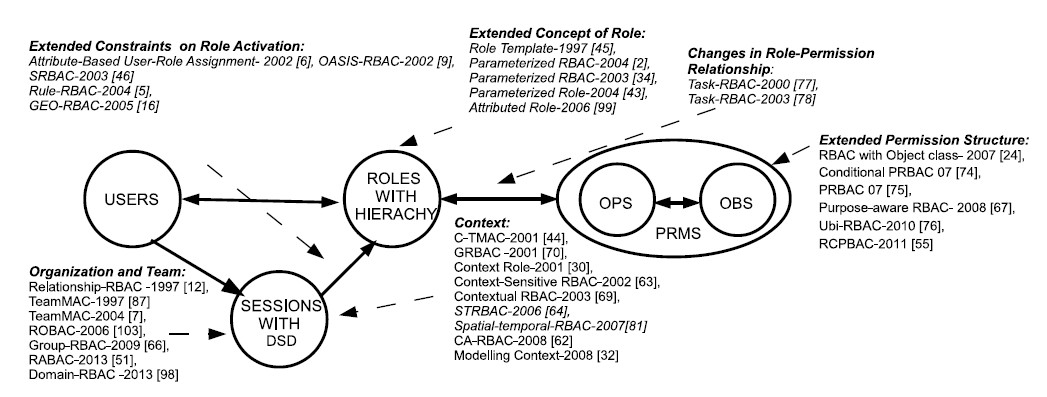 Extended Constraints on Role Activation:
Attribute-Based User-Role Assignment- 2002 [6], OASIS-RBAC-2002 [9],
SRBAC-2003 [46]
Rule-RBAC-2004 [5],
GEO-RBAC-2005 [16]
Extended Concept of Role:
Role Template-1997 [45],
Parameterized RBAC-2004 [2],
Parameterized RBAC-2003 [34],
Parameterized Role-2004 [43],
Attributed Role-2006 [99]
Changes in Role-Permission
Relationship:
Task-RBAC-2000 [77],
Task-RBAC-2003 [78]
Extended Permission Structure:
RBAC with Object class- 2007 [24],
Conditional PRBAC 07 [74],
PRBAC 07 [75],
Purpose-aware RBAC- 2008 [67],
Ubi-RBAC-2010 [76],
RCPBAC-2011 [55]
USERS
ROLES
WITH
HIERACHY
OPS
OBS
PRMS
Organization and Team:
Relationship-RBAC -1997 [12],
TeamMAC-1997 [87]
TeamMAC-2004 [7],
ROBAC-2006 [103],
Group-RBAC-2009 [66],
RABAC-2013 [51],
Domain-RBAC -2013 [98]
SESSIONS
WITH
DSD
Context:
C-TMAC-2001 [44],
GRBAC -2001 [70],
Context Role-2001 [30],
Context-Sensitive RBAC-2002 [63],
Contextual RBAC-2003 [69],
STRBAC-2006 [64],
Spatial-temporal-RBAC-2007[81]
CA-RBAC-2008 [62]
Modelling Context-2008 [32]